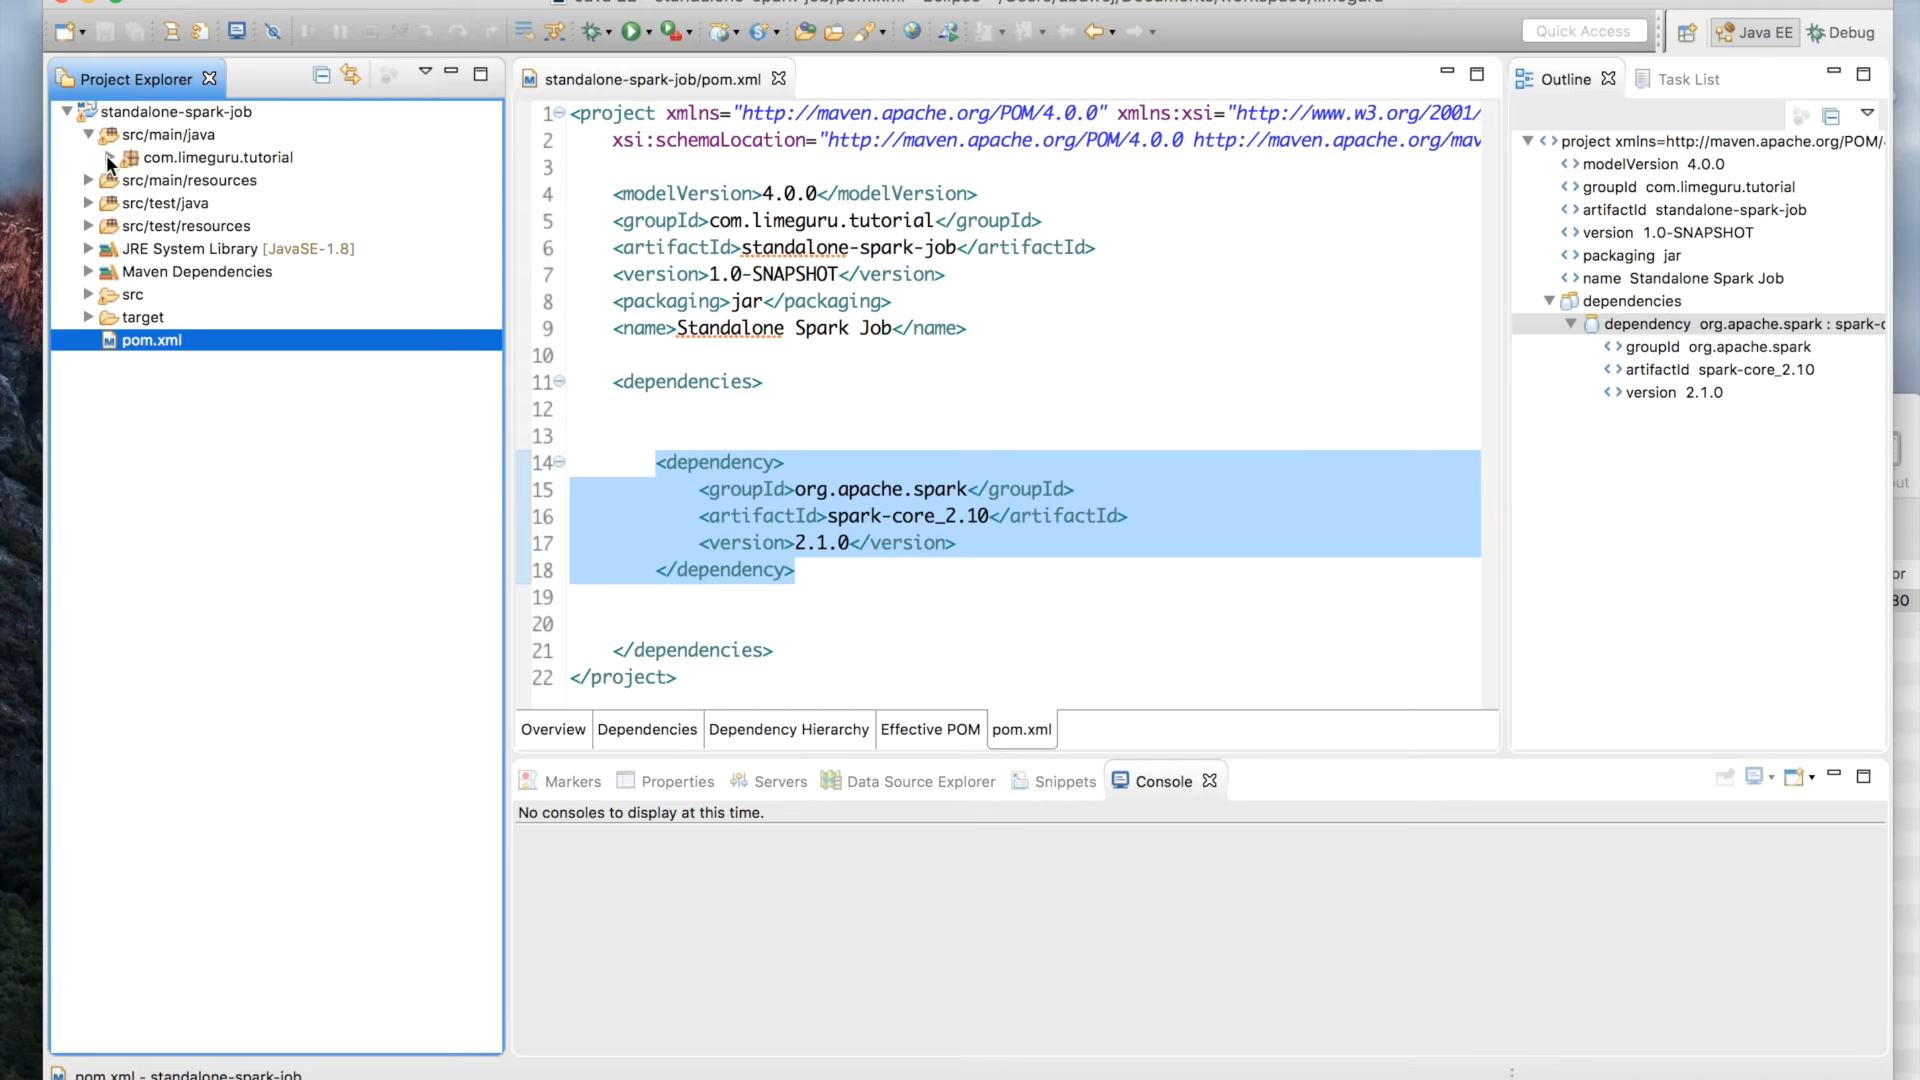 Quick Access
Java EE
Debug
Project Explorer
standalone-spark-job
src/main/java
com.limeguru.tutorial
src/main/resources
src/test/java
src/test/resources
JRE System Library [JavaSE-1.8]
Maven Dependencies
src
target
pom.xml
standalone-spark-job/pom.xml
1 <project xmlns="http://maven.apache.org/POM/4.0.0" xmlns:xsi="http://www.w3.org/2001/
2 xsi:schemaLocation="http://maven.apache.org/POM/4.0.0 http://maven.apache.org/mav
3
4 <modelVersion>4.0.0</modelVersion>
5 <groupId>com.limeguru.tutorial</groupId>
6 <artifactId>standalone-spark-job</artifactId>
7 <version>1.0-SNAPSHOT</version>
8 <packaging>jar</packaging>
9 <name>Standalone Spark Job</name>
10
11 <dependencies>
12
13
14 <dependency>
15 <groupId>org.apache.spark</groupId>
16 <artifactId>spark-core_2.10</artifactId>
17 <version>2.1.0</version>
18 </dependency>
19
20
21 </dependencies>
22 </project>
Overview Dependencies Dependency Hierarchy Effective POM pom.xml
Outline Task List
project xmlns=http://maven.apache.org/POM/
modelVersion 4.0.0
groupId com.limeguru.tutorial
artifactId standalone-spark-job
version 1.0-SNAPSHOT
packaging jar
name Standalone Spark Job
dependencies
dependency org.apache.spark : spark-c
groupId org.apache.spark
artifactId spark-core_2.10
version 2.1.0
Markers Properties Servers Data Source Explorer Snippets Console
No consoles to display at this time.
pom.xml - standalone-spark-job